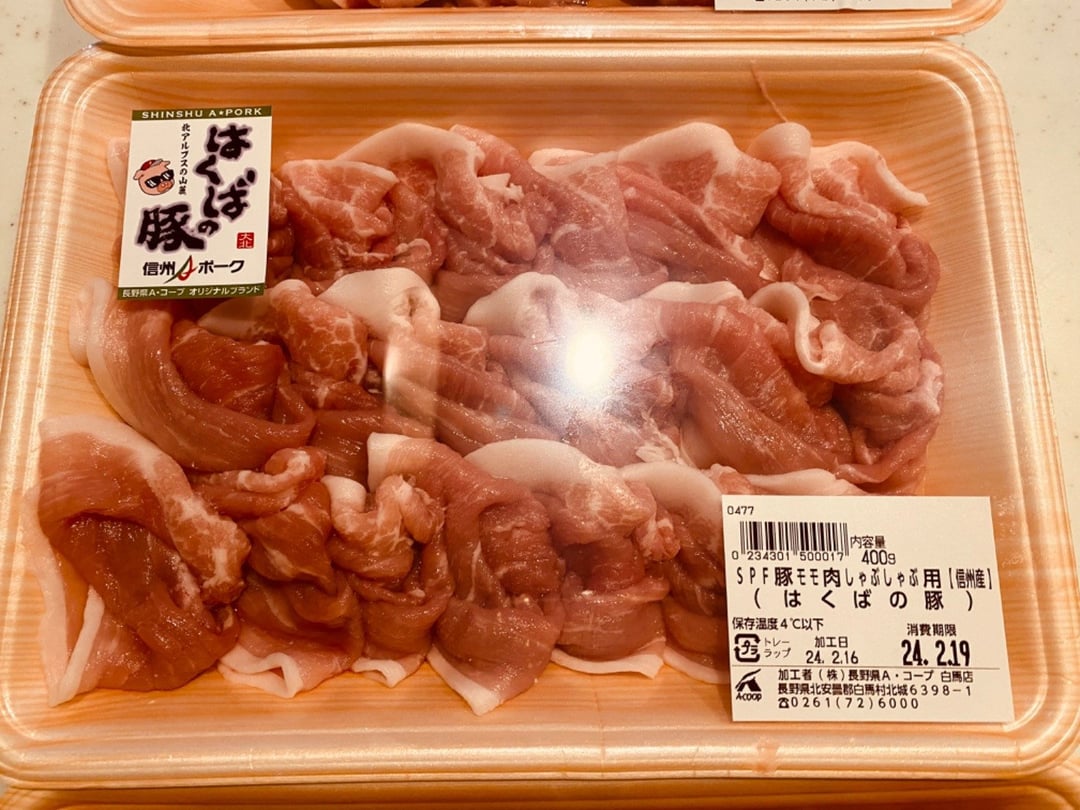 SHINSHU A★PORK
北アルプスの山麓
はくばの
豚
大北
信州Aポーク
長野県A・コープ オリジナルブランド
0477
0 234301 500017
内容量
400g
SPF豚モモ肉しゃぶしゃぶ用【信州産】
(はくばの豚)
保存温度4℃以下
プラ
トレー
ラップ
加工日
24. 2.16
消費期限
24. 2.19
A・COOP
加工者(株)長野県A・コープ 白馬店
長野県北安曇郡白馬村北城6398-1
☎0261(72)6000